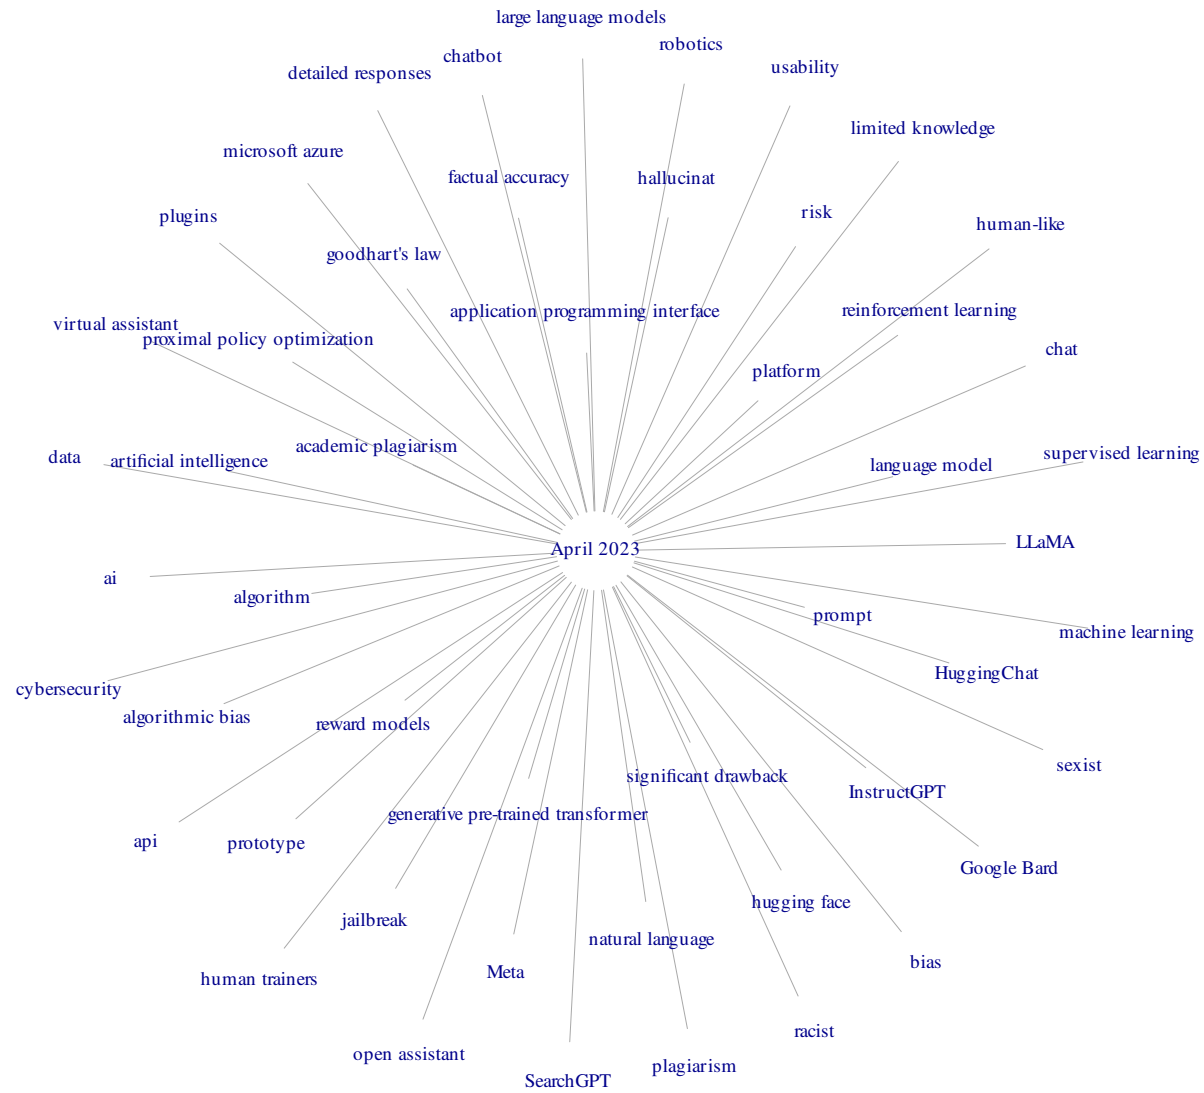 large language models
robotics
chatbot
usability
detailed responses
limited knowledge
microsoft azure
factual accuracy
hallucinat
risk
plugins
human-like
goodhart's law
application programming interface
reinforcement learning
virtual assistant
proximal policy optimization
chat
platform
academic plagiarism
supervised learning
data
artificial intelligence
language model
LLaMA
April 2023
ai
algorithm
prompt
machine learning
HuggingChat
cybersecurity
algorithmic bias
reward models
sexist
significant drawback
InstructGPT
generative pre-trained transformer
api
prototype
Google Bard
hugging face
jailbreak
natural language
bias
Meta
human trainers
racist
open assistant
plagiarism
SearchGPT